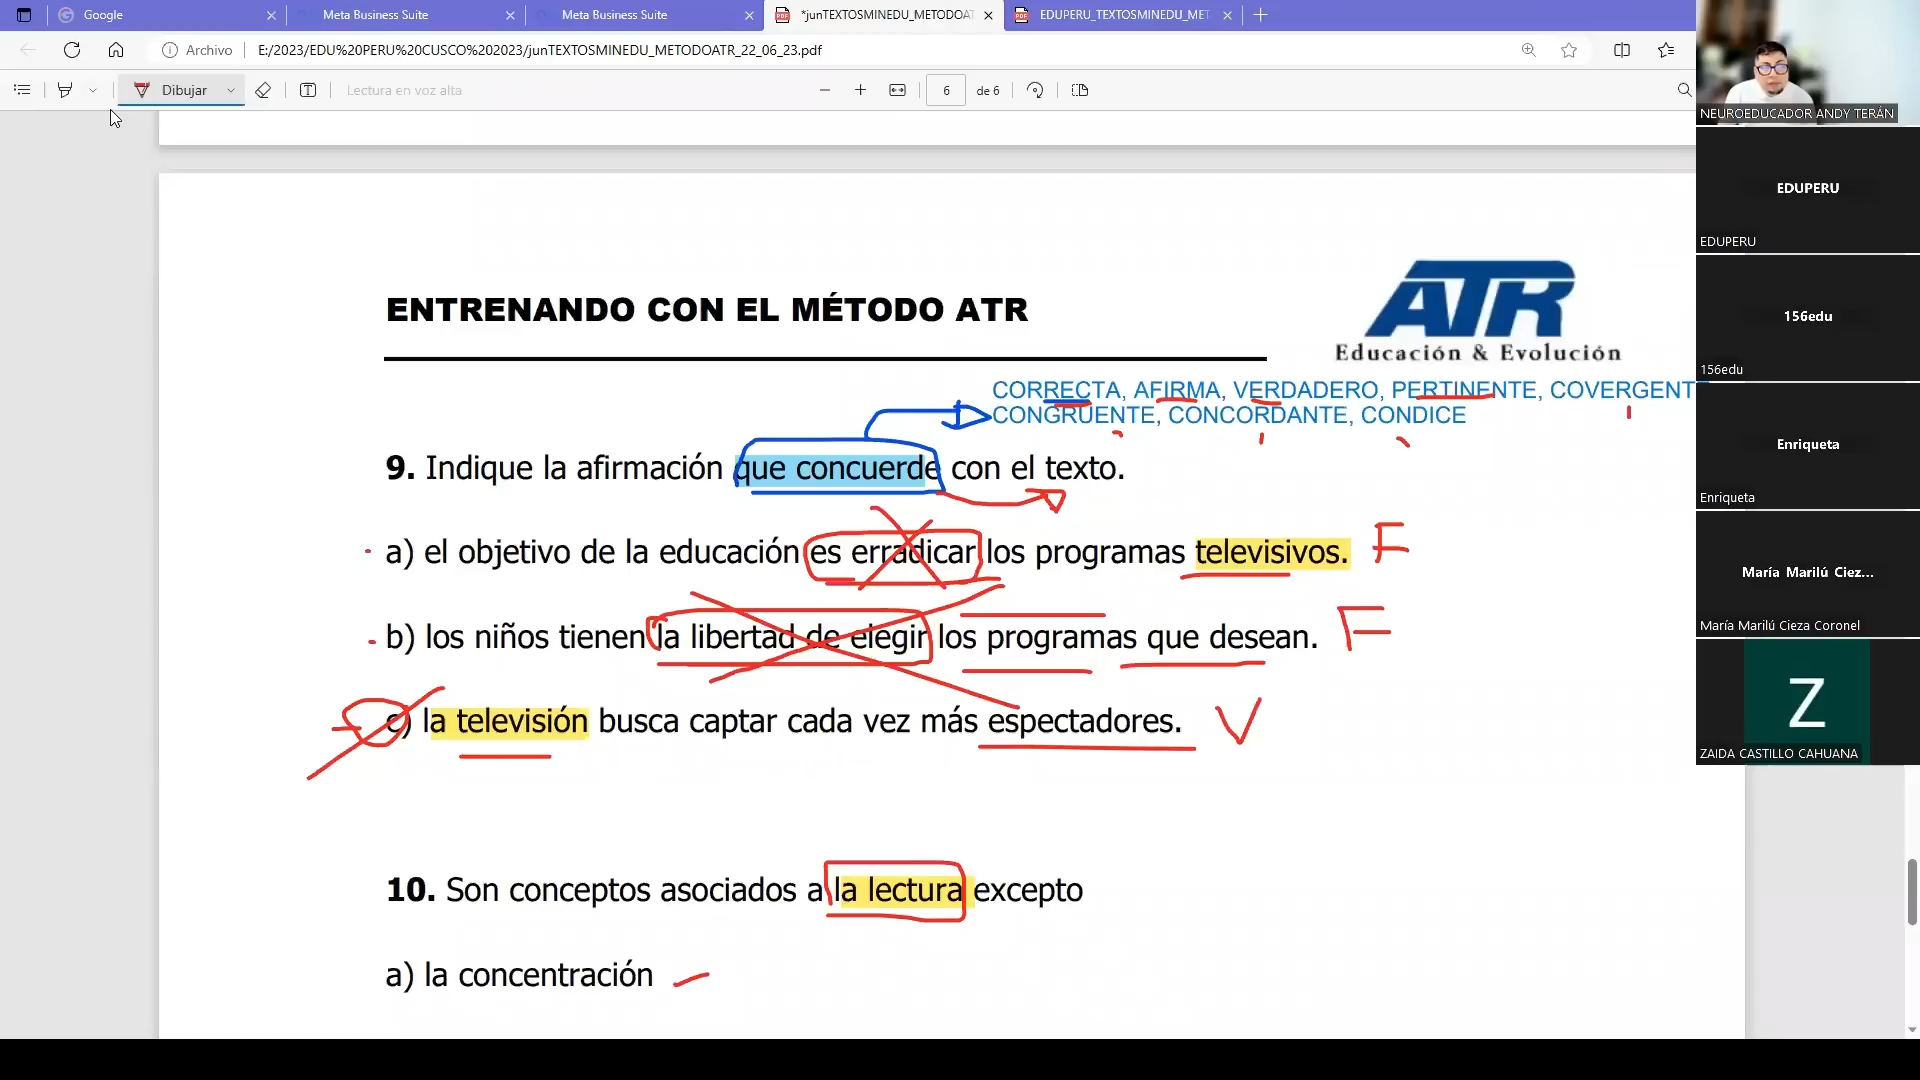 Google
Meta Business Suite
Meta Business Suite
*junTEXTOSMINEDU_METODOAT
EDUPERU_TEXTOSMINEDU_MET
Archivo
E:/2023/EDU%20PERU%20CUSCO%202023/junTEXTOSMINEDU_METODOATR_22_06_23.pdf
Dibujar
Lectura en voz alta
6
de 6
ENTRENANDO CON EL MÉTODO ATR
ATR
Educación & Evolución
CORRECTA, AFIRMA, VERDADERO, PERTINENTE, COVERGENT
CONGRUENTE, CONCORDANTE, CONDICE
9. Indique la afirmación que concuerde con el texto.
a) el objetivo de la educación es erradicar los programas televisivos. F
b) los niños tienen la libertad de elegir los programas que desean. F
c) la televisión busca captar cada vez más espectadores. V
10. Son conceptos asociados a la lectura excepto
a) la concentración
NEUROEDUCADOR ANDY TERÁN
EDUPERU
EDUPERU
156edu
156edu
Enriqueta
Enriqueta
María Marilú Ciez...
María Marilú Cieza Coronel
Z
ZAIDA CASTILLO CAHUANA